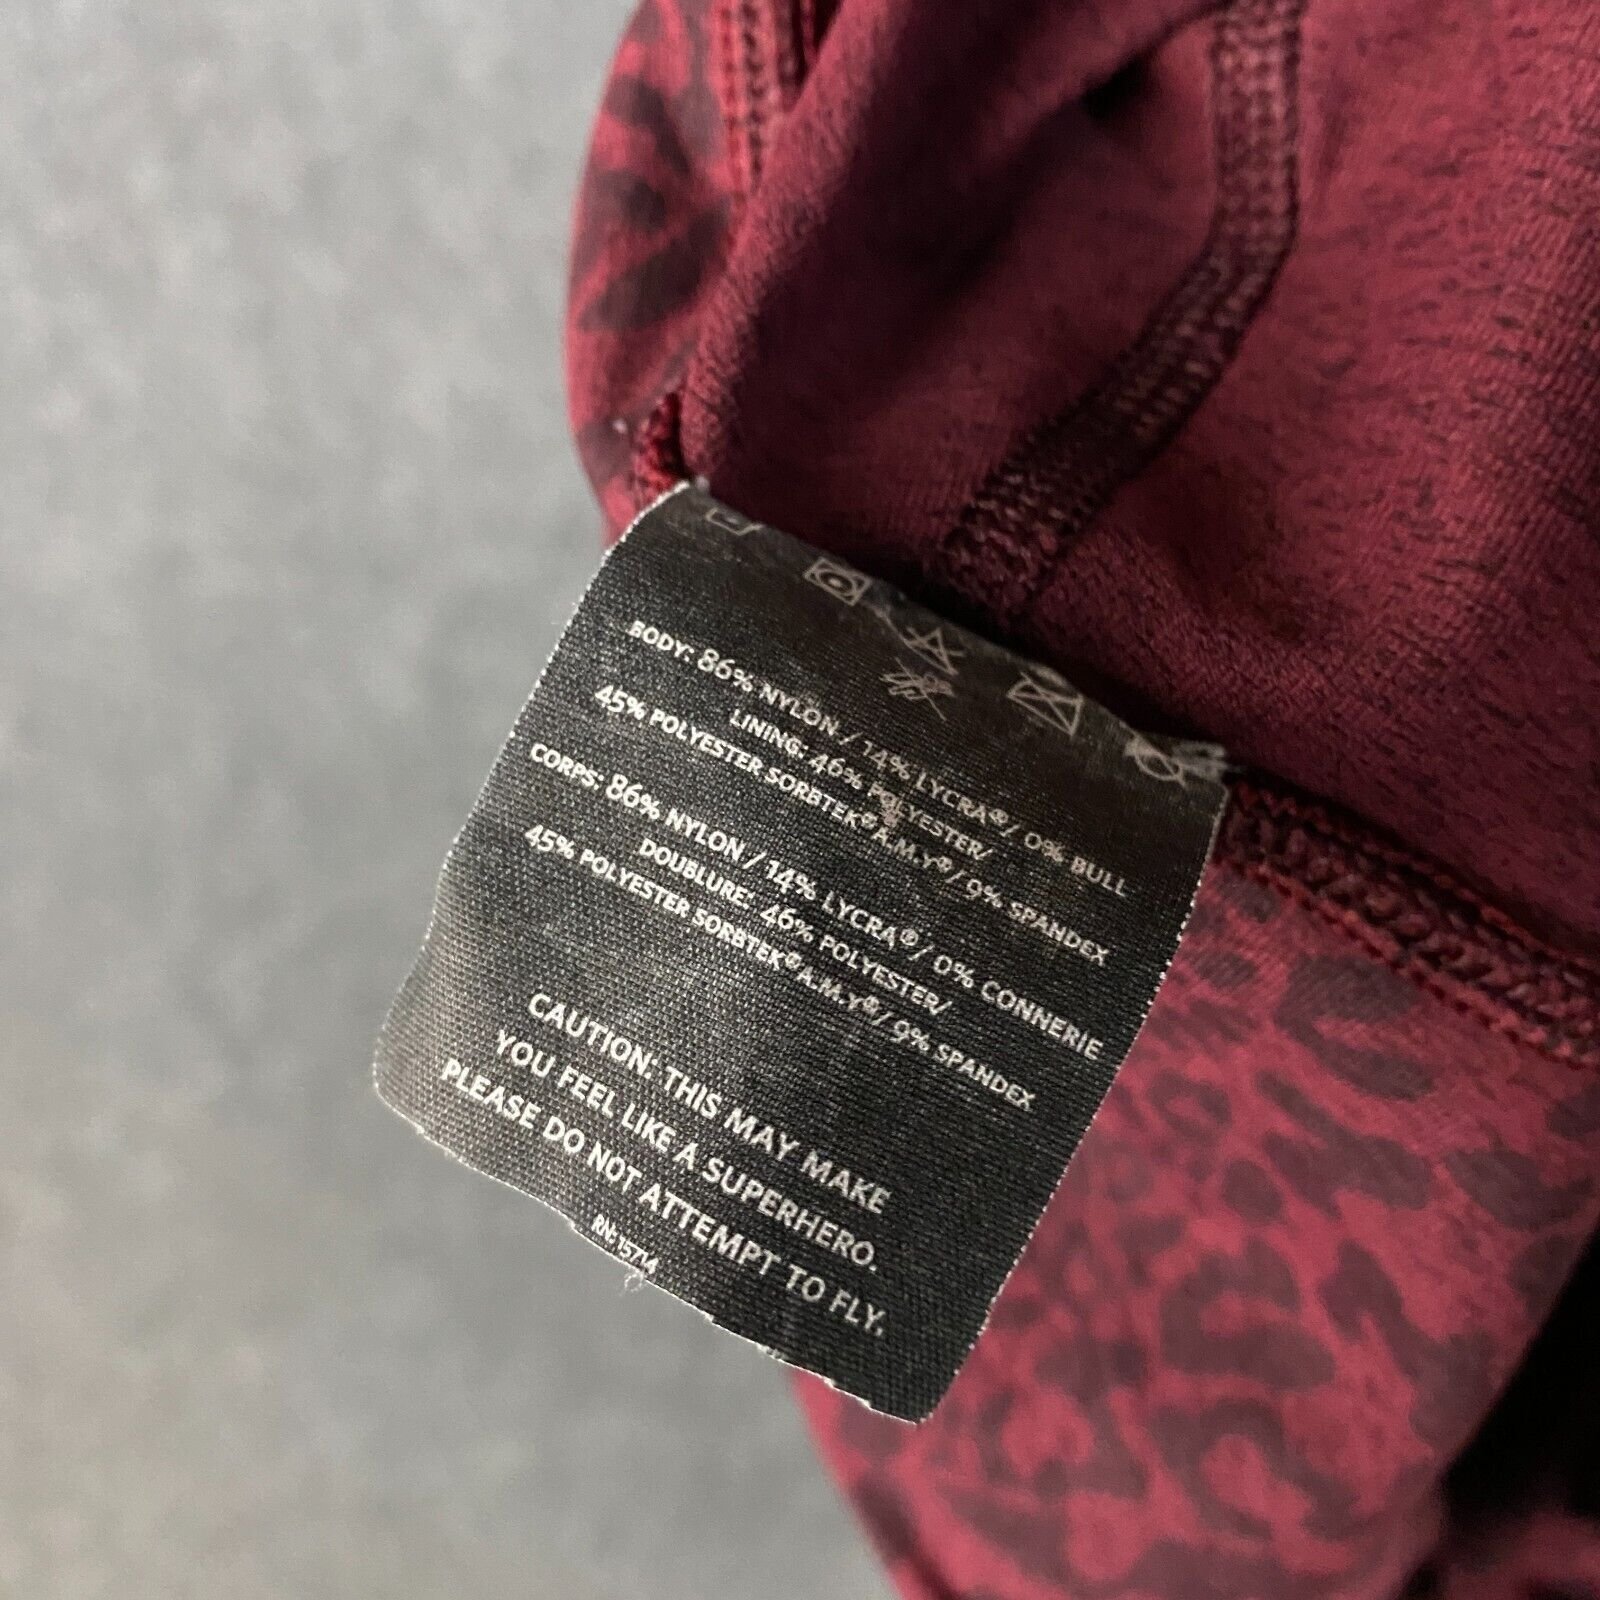 BODY: 86% NYLON / 14% LYCRA®/ 0% BULL
LINING: 46% POLYESTER/
45% POLYESTER SORBTEK®A.M.Y®/ 9% SPANDEX
CORPS: 86% NYLON / 14% LYCRA®/ 0% CONNERIE
DOUBLURE: 46% POLYESTER/
45% POLYESTER SORBTEK®A.M.Y®/ 9% SPANDEX
CAUTION: THIS MAY MAKE
YOU FEEL LIKE A SUPERHERO.
PLEASE DO NOT ATTEMPT TO FLY.
RN: 15714